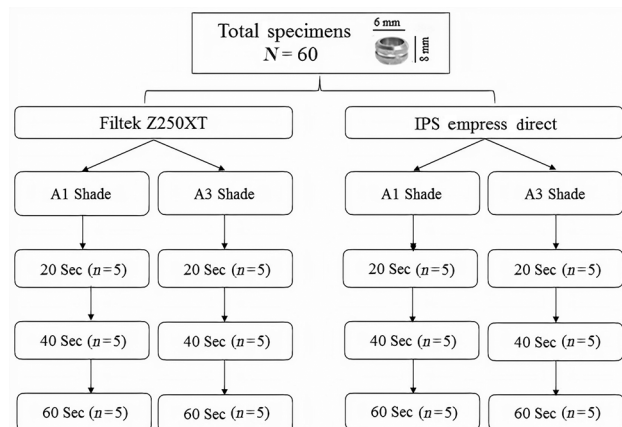 Total specimens
N = 60
6 mm
8 mm
Filtek Z250XT
IPS empress direct
A1 Shade
A3 Shade
A1 Shade
A3 Shade
20 Sec (n=5)
20 Sec (n=5)
20 Sec (n=5)
20 Sec (n=5)
40 Sec (n=5)
40 Sec (n=5)
40 Sec (n=5)
40 Sec (n=5)
60 Sec (n=5)
60 Sec (n=5)
60 Sec (n=5)
60 Sec (n=5)